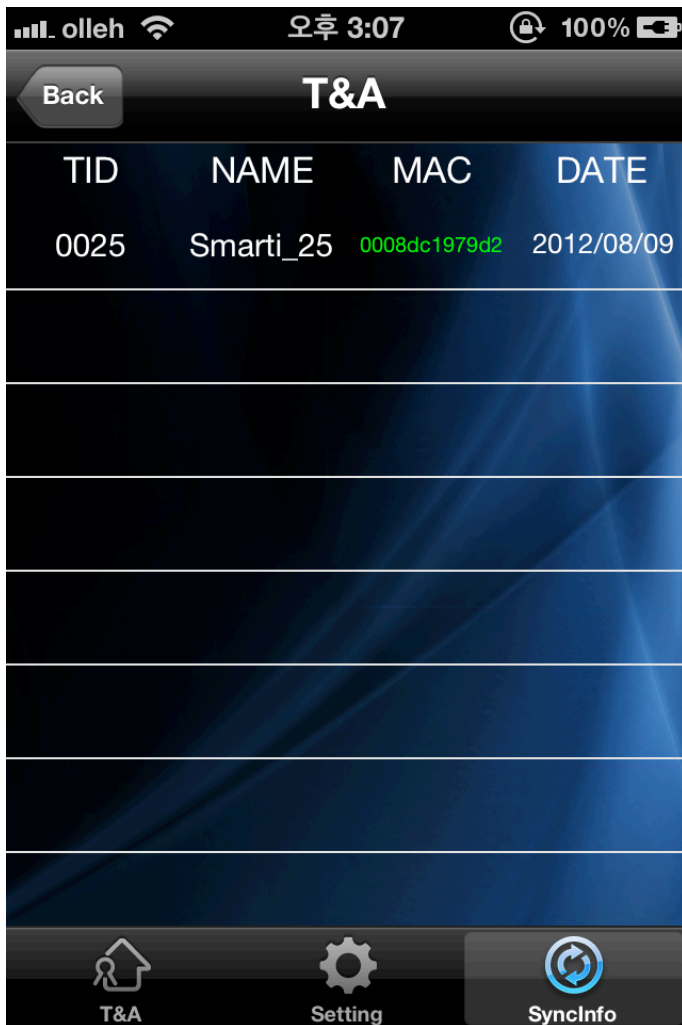 olleh 오후 3:07 100%
Back T&A
TID NAME MAC DATE
0025 Smarti_25 0008dc1979d2 2012/08/09
T&A Setting SyncInfo